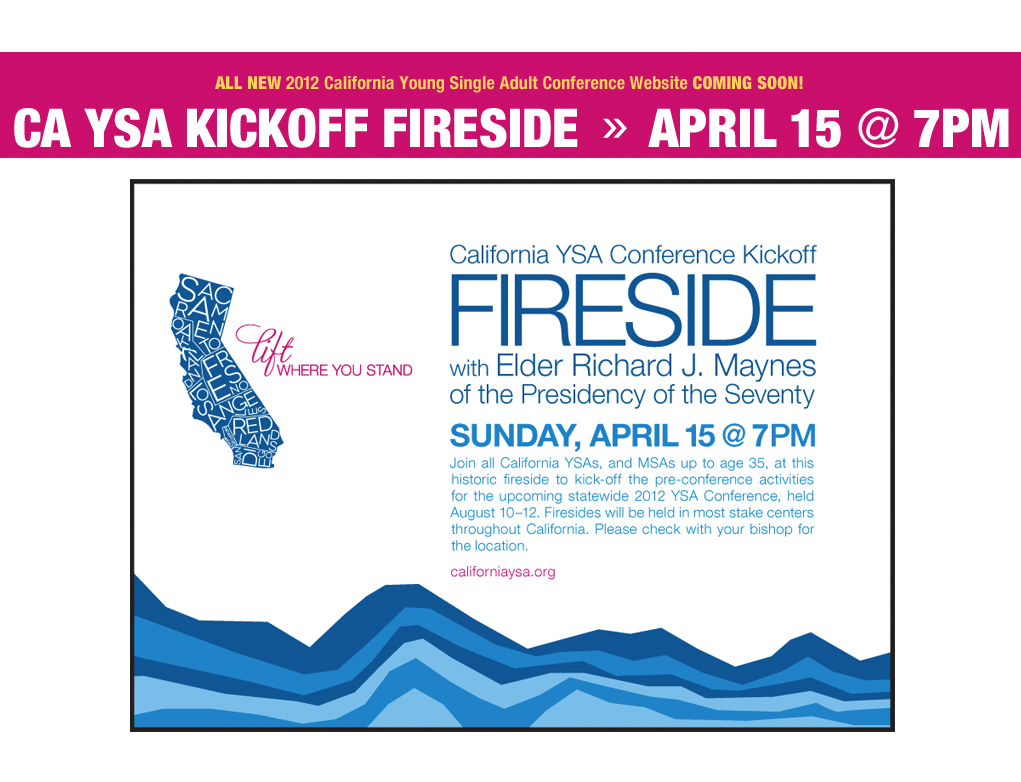 ALL NEW 2012 California Young Single Adult Conference Website COMING SOON!
CA YSA KICKOFF FIRESIDE » APRIL 15 @ 7PM
lift
WHERE YOU STAND
California YSA Conference Kickoff
FIRESIDE
with Elder Richard J. Maynes
of the Presidency of the Seventy
SUNDAY, APRIL 15 @ 7PM
Join all California YSAs, and MSAs up to age 35, at this
historic fireside to kick-off the pre-conference activities
for the upcoming statewide 2012 YSA Conference, held
August 10–12. Firesides will be held in most stake centers
throughout California. Please check with your bishop for
the location.
californiaysa.org
SACRAMENTO
LOS ANGELES
REDLANDS